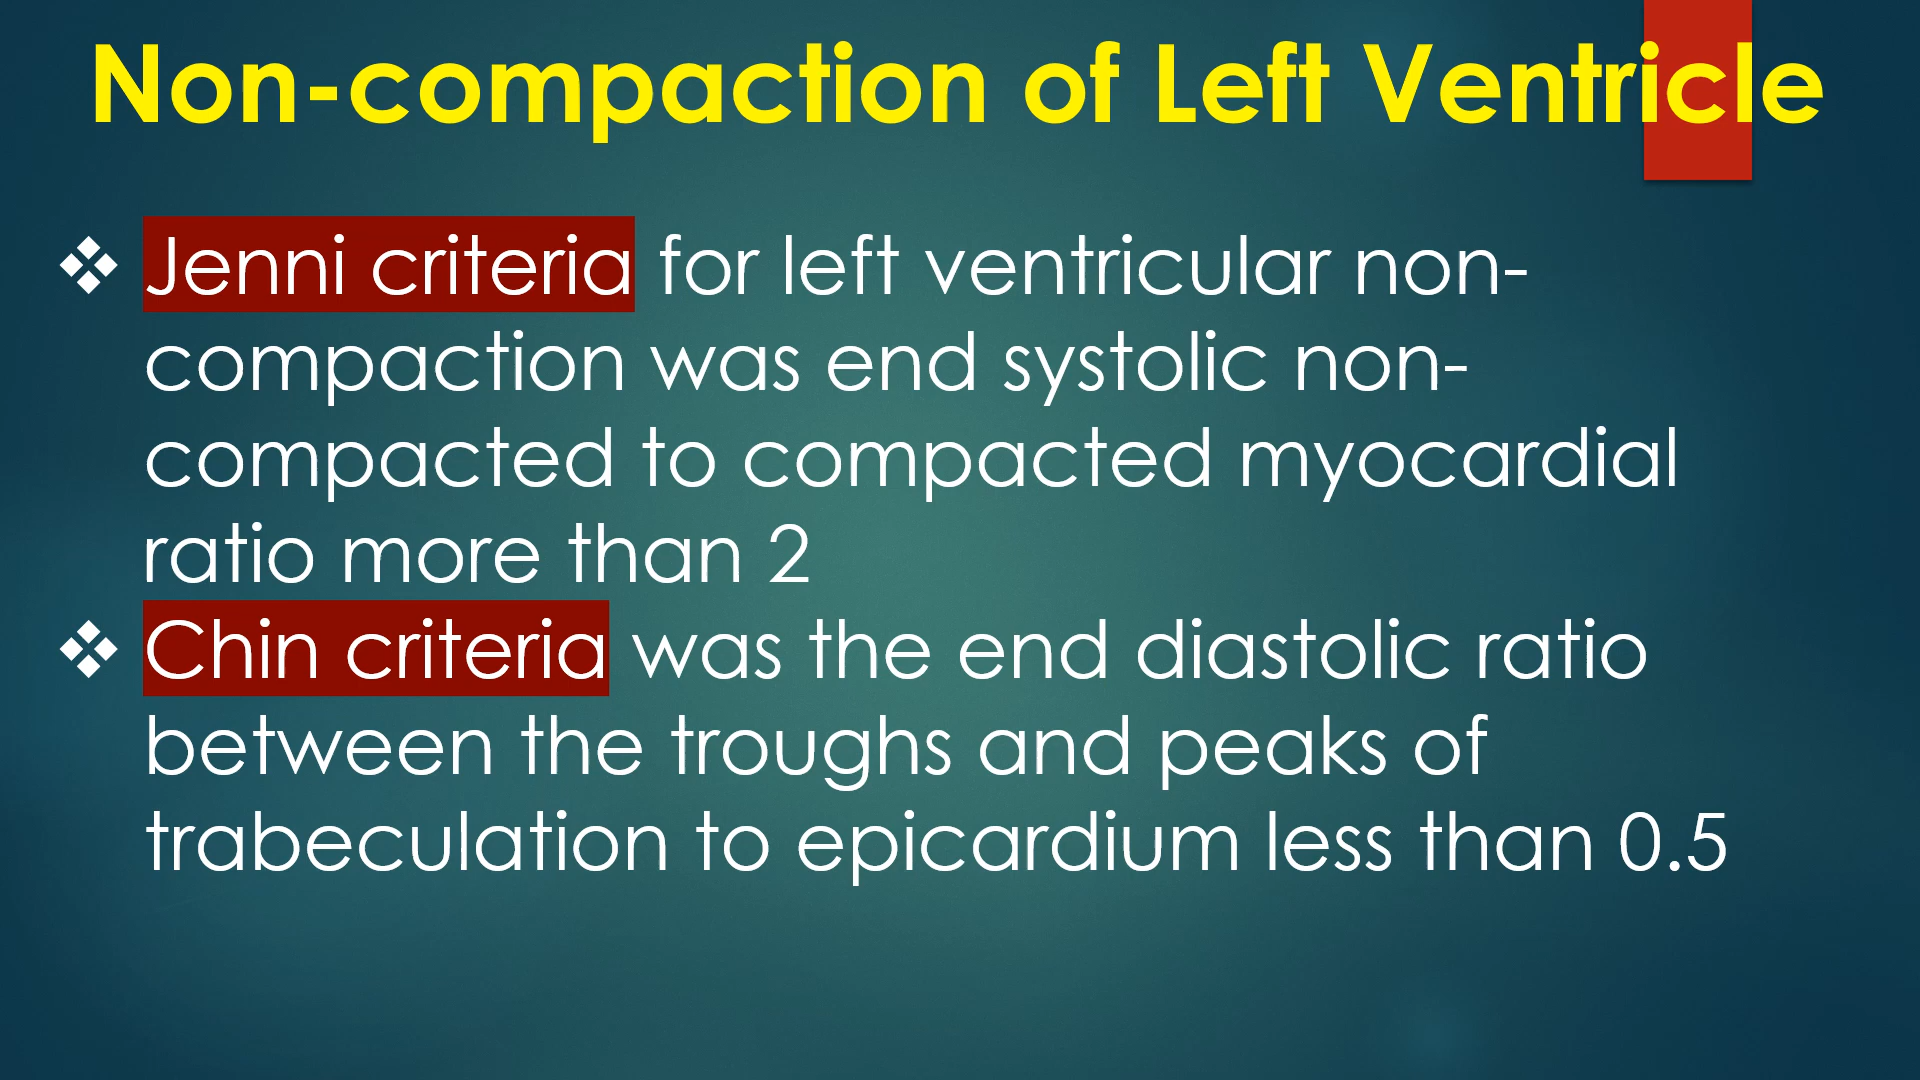 Non-compaction of Left Ventricle
❖ Jenni criteria for left ventricular non-
compaction was end systolic non-
compacted to compacted myocardial
ratio more than 2
❖ Chin criteria was the end diastolic ratio
between the troughs and peaks of
trabeculation to epicardium less than 0.5